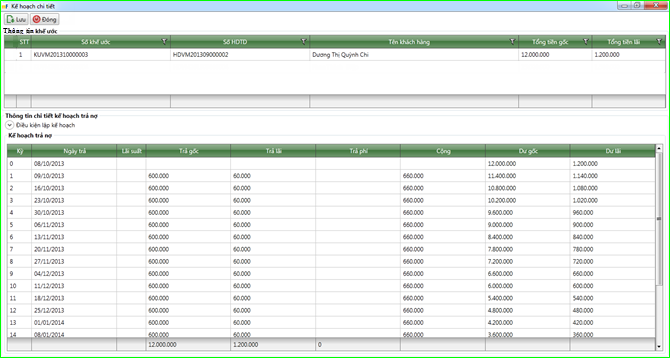 Kế hoạch chi tiết
Lưu Đóng
Thông tin khế ước
STT Số khế ước Số HDTD Tên khách hàng Tổng tiền gốc Tổng tiền lãi
1 KUVM201310000003 HDVM201309000002 Dương Thị Quỳnh Chi 12.000.000 1.200.000
Thông tin chi tiết kế hoạch trả nợ
Điều kiện lập kế hoạch
Kế hoạch trả nợ
Kỳ Ngày trả Lãi suất Trả gốc Trả lãi Trả phí Cộng Dư gốc Dư lãi
0 08/10/2013 12.000.000 1.200.000
1 09/10/2013 600.000 60.000 660.000 11.400.000 1.140.000
2 16/10/2013 600.000 60.000 660.000 10.800.000 1.080.000
3 23/10/2013 600.000 60.000 660.000 10.200.000 1.020.000
4 30/10/2013 600.000 60.000 660.000 9.600.000 960.000
5 06/11/2013 600.000 60.000 660.000 9.000.000 900.000
6 13/11/2013 600.000 60.000 660.000 8.400.000 840.000
7 20/11/2013 600.000 60.000 660.000 7.800.000 780.000
8 27/11/2013 600.000 60.000 660.000 7.200.000 720.000
9 04/12/2013 600.000 60.000 660.000 6.600.000 660.000
10 11/12/2013 600.000 60.000 660.000 6.000.000 600.000
11 18/12/2013 600.000 60.000 660.000 5.400.000 540.000
12 25/12/2013 600.000 60.000 660.000 4.800.000 480.000
13 01/01/2014 600.000 60.000 660.000 4.200.000 420.000
14 08/01/2014 600.000 60.000 660.000 3.600.000 360.000
12.000.000 1.200.000 0